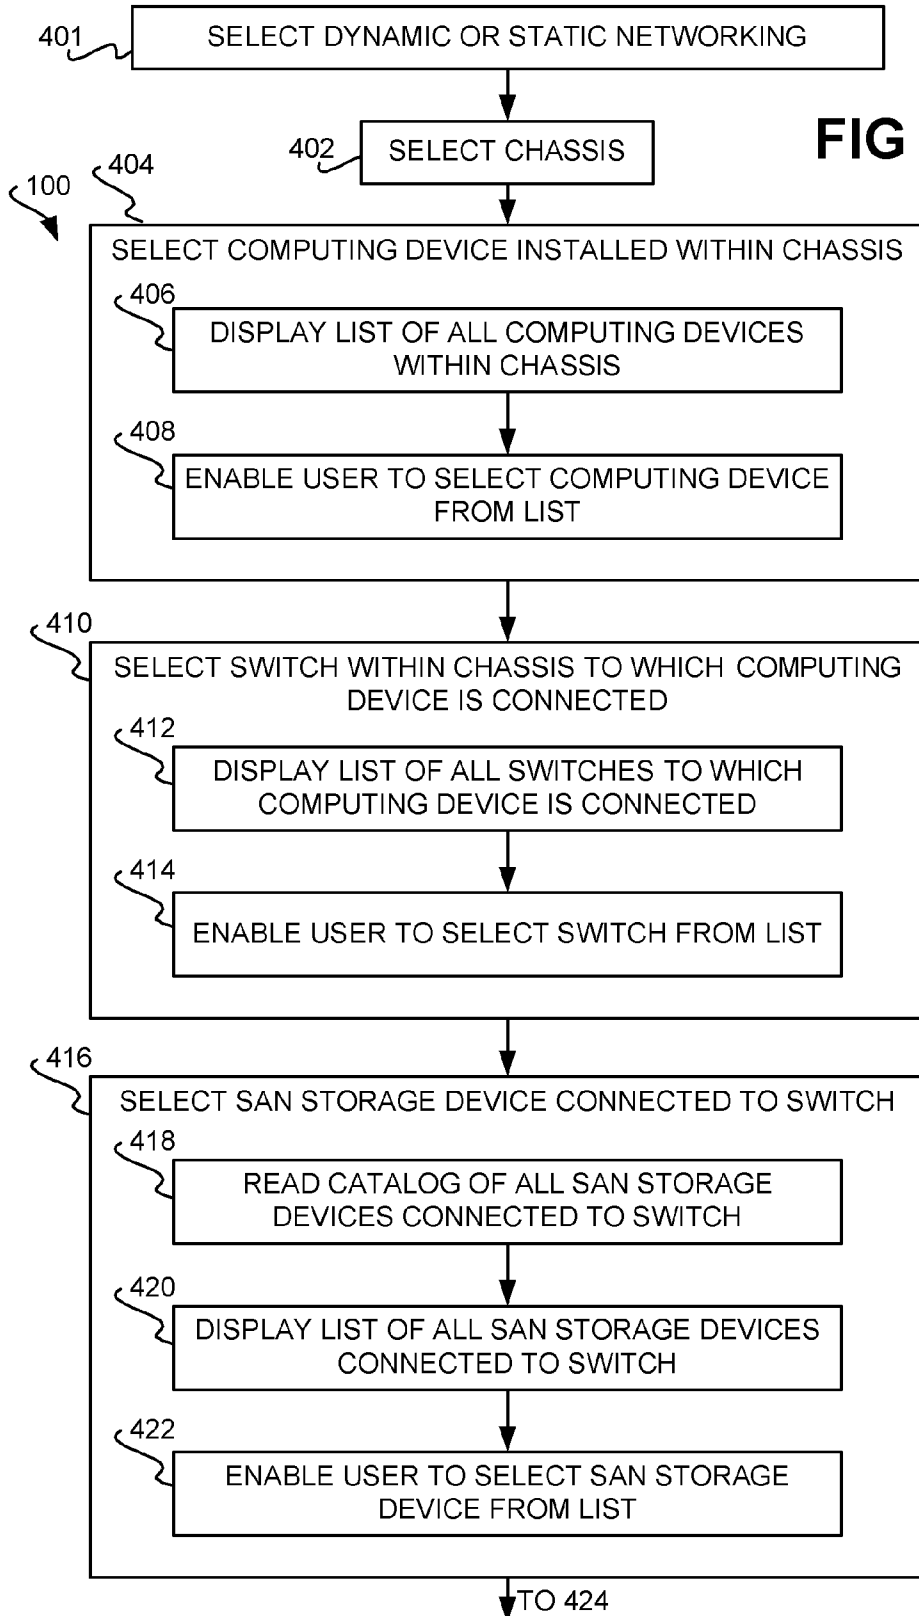 401
SELECT DYNAMIC OR STATIC NETWORKING
FIG
402
SELECT CHASSIS
404
100
SELECT COMPUTING DEVICE INSTALLED WITHIN CHASSIS
406
DISPLAY LIST OF ALL COMPUTING DEVICES
WITHIN CHASSIS
408
ENABLE USER TO SELECT COMPUTING DEVICE
FROM LIST
410
SELECT SWITCH WITHIN CHASSIS TO WHICH COMPUTING
DEVICE IS CONNECTED
412
DISPLAY LIST OF ALL SWITCHES TO WHICH
COMPUTING DEVICE IS CONNECTED
414
ENABLE USER TO SELECT SWITCH FROM LIST
416
SELECT SAN STORAGE DEVICE CONNECTED TO SWITCH
418
READ CATALOG OF ALL SAN STORAGE
DEVICES CONNECTED TO SWITCH
420
DISPLAY LIST OF ALL SAN STORAGE DEVICES
CONNECTED TO SWITCH
422
ENABLE USER TO SELECT SAN STORAGE
DEVICE FROM LIST
TO 424